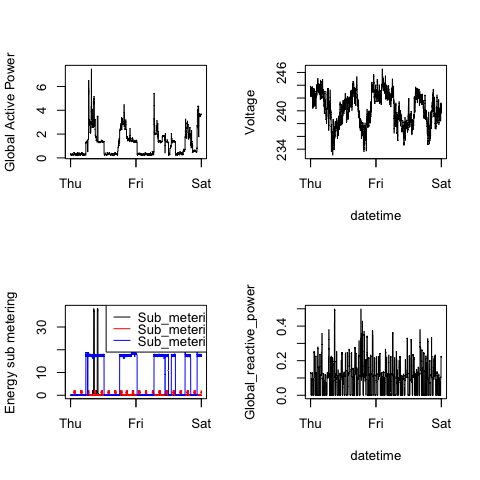 Global Active Power
0 2 4 6
Thu Fri Sat
Voltage
234 240 246
Thu Fri Sat
datetime
Energy sub metering
0 10 30
Sub_meteri
Sub_meteri
Sub_meteri
Thu Fri Sat
Global_reactive_power
0.0 0.2 0.4
Thu Fri Sat
datetime